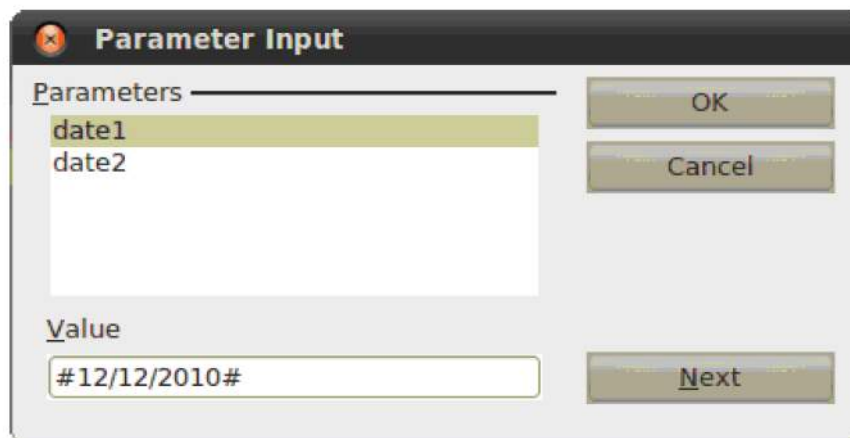 Parameter Input
Parameters
OK
date1
date2
Cancel
Value
#12/12/2010#
Next